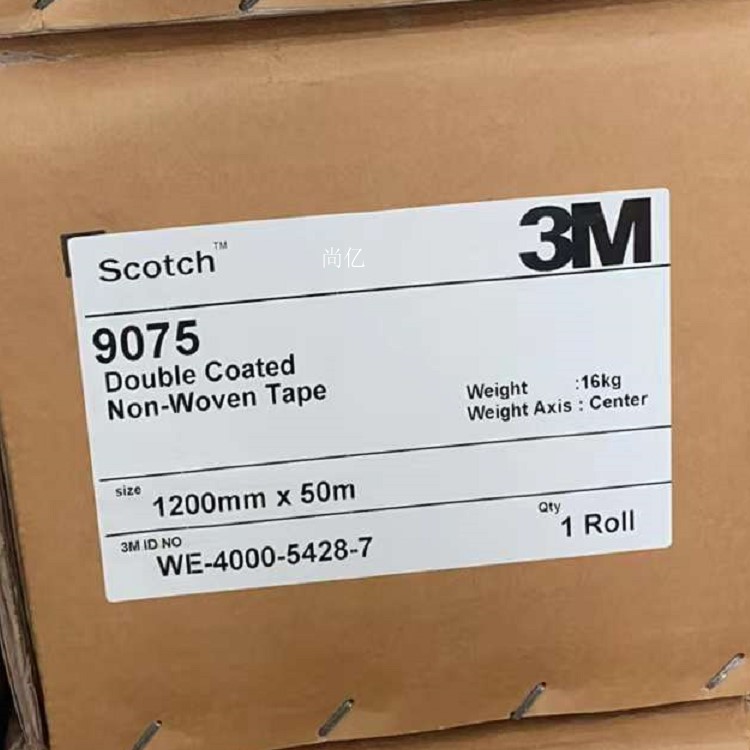 Scotch™
尚亿
3M
9075
Double Coated
Non-Woven Tape
Weight :16kg
Weight Axis : Center
size 1200mm x 50m
3M ID NO WE-4000-5428-7
Qty 1 Roll